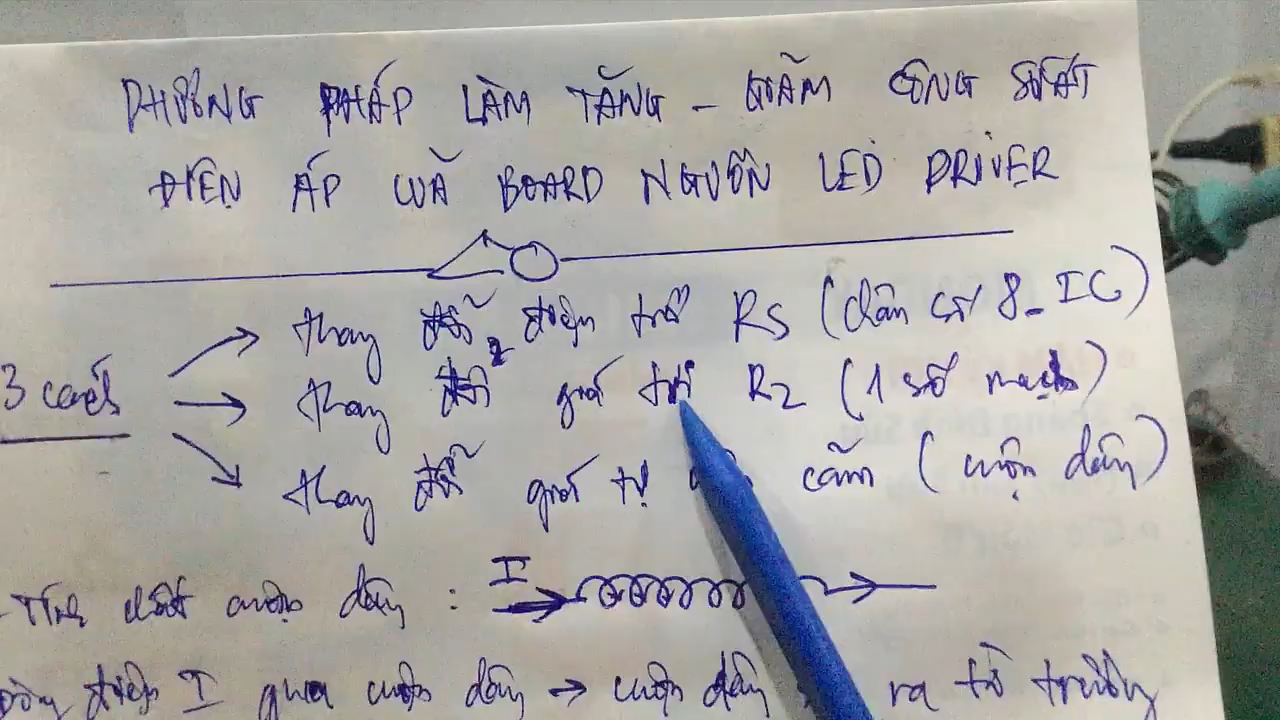 PHƯƠNG PHÁP LÀM TĂNG - GIẢM CÔNG SUẤT
ĐIỆN ÁP CỦA BOARD NGUỒN LED DRIVER
3 cách
thay đổi điện trở RS (chân số 8 - IC)
thay đổi giá trị R2 (1 số mạch)
thay đổi giá trị cảm (cuộn dây)
- Tính chất cuộn dây : I
dòng điện I qua cuộn dây → cuộn dây ra từ trường